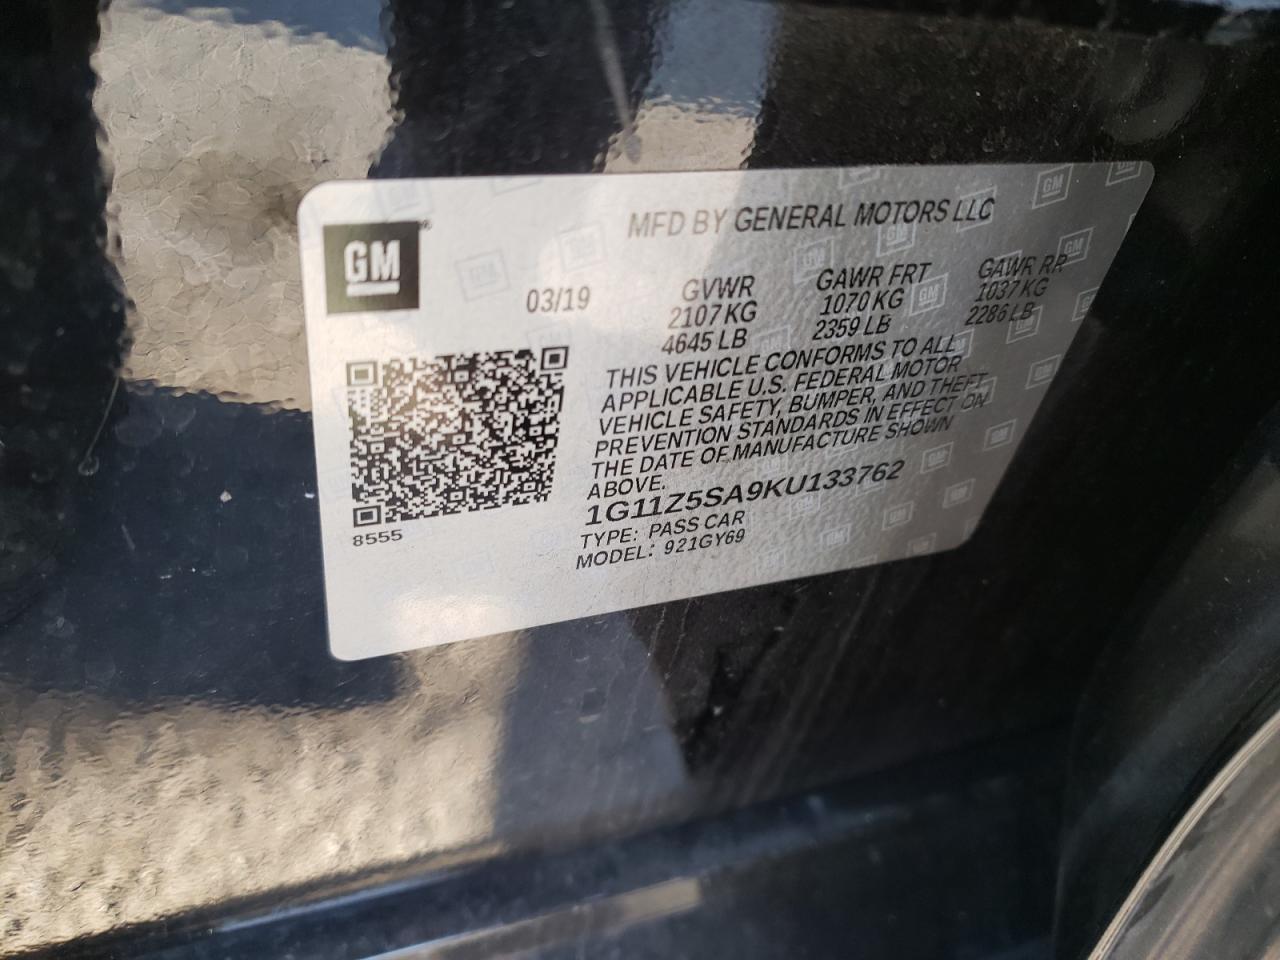 GM
MFD BY GENERAL MOTORS LLC
03/19
GVWR
2107 KG
4645 LB
GAWR FRT
1070 KG
2359 LB
GAWR RR
1037 KG
2286 LB
THIS VEHICLE CONFORMS TO ALL
APPLICABLE U.S. FEDERAL MOTOR
VEHICLE SAFETY, BUMPER, AND THEFT
PREVENTION STANDARDS IN EFFECT ON
THE DATE OF MANUFACTURE SHOWN
ABOVE.
1G11Z5SA9KU133762
TYPE: PASS CAR
MODEL: 921GY69
8555